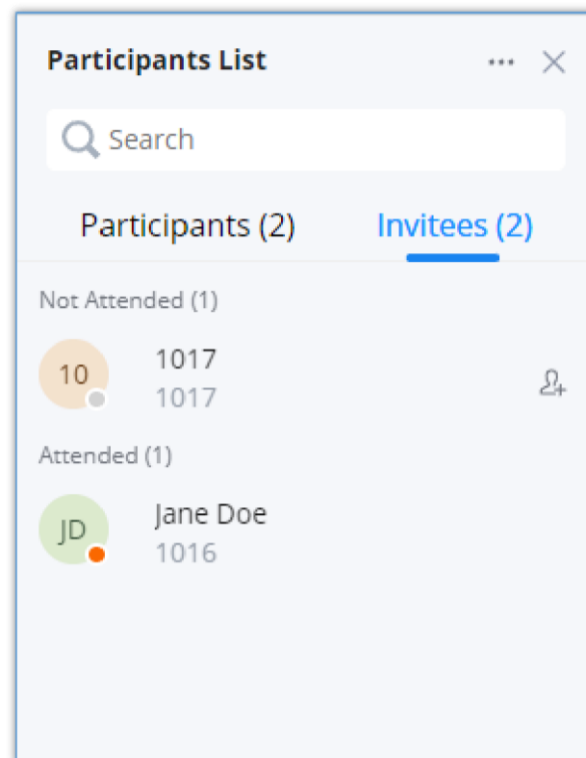 Participants List
Search
Participants (2) Invitees (2)
Not Attended (1)
10 1017
1017
Attended (1)
JD Jane Doe
1016